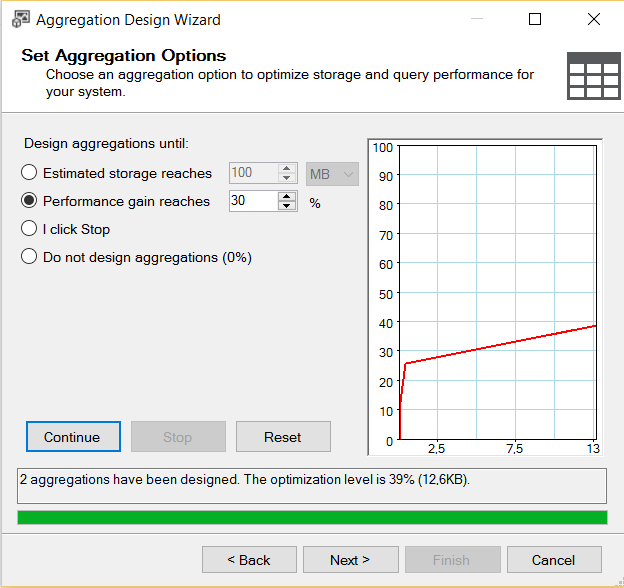 Aggregation Design Wizard
Set Aggregation Options
Choose an aggregation option to optimize storage and query performance for
your system.
Design aggregations until:
Estimated storage reaches 100 MB
Performance gain reaches 30 %
I click Stop
Do not design aggregations (0%)
100
90
80
70
60
50
40
30
20
10
0
2,5 7,5 13
Continue Stop Reset
2 aggregations have been designed. The optimization level is 39% (12,6KB).
< Back Next > Finish Cancel